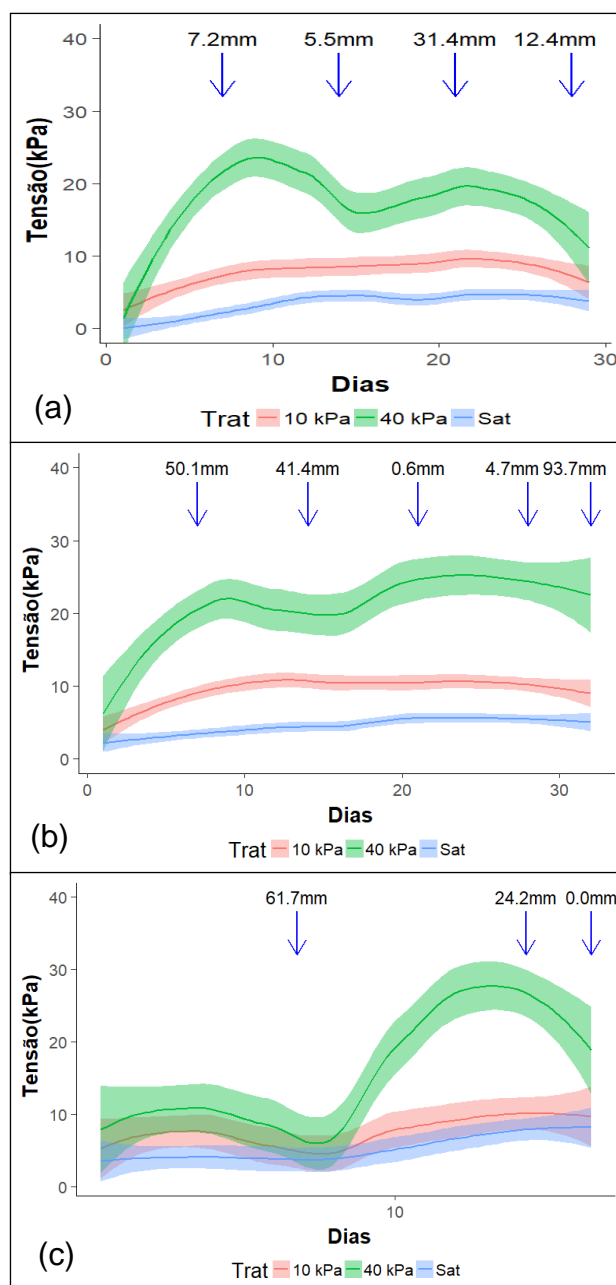 40
7.2mm 5.5mm 31.4mm 12.4mm
30
Tensão(kPa)
20
10
0
0 10 20 30
Dias
(a)
Trat 10 kPa 40 kPa Sat
40
50.1mm 41.4mm 0.6mm 4.7mm 93.7mm
30
Tensão(kPa)
20
10
0
0 10 20 30
Dias
(b)
Trat 10 kPa 40 kPa Sat
40
61.7mm 24.2mm 0.0mm
30
Tensão(kPa)
20
10
0
10
Dias
(c)
Trat 10 kPa 40 kPa Sat